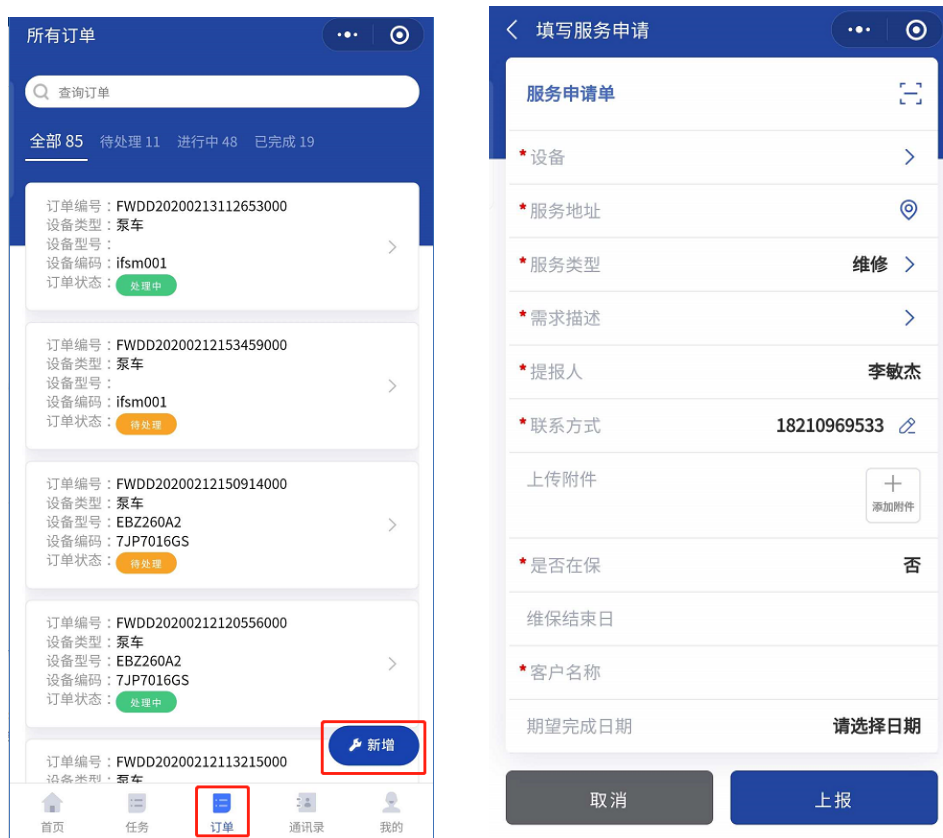 所有订单
查询订单
全部 85 待处理 11 进行中 48 已完成 19
订单编号：FWDD20200213112653000
设备类型：泵车
设备型号：
设备编码：ifsm001
订单状态：处理中
订单编号：FWDD20200212153459000
设备类型：泵车
设备型号：
设备编码：ifsm001
订单状态：待处理
订单编号：FWDD20200212150914000
设备类型：泵车
设备型号：EBZ260A2
设备编码：7JP7016GS
订单状态：待处理
订单编号：FWDD20200212120556000
设备类型：泵车
设备型号：EBZ260A2
设备编码：7JP7016GS
订单状态：处理中
新增
订单编号：FWDD20200212113215000
设备类型：泵车
首页 任务 订单 通讯录 我的
填写服务申请
服务申请单
*设备
*服务地址
*服务类型 维修
*需求描述
*提报人 李敏杰
*联系方式 18210969533
上传附件
添加附件
*是否在保 否
维保结束日
*客户名称
期望完成日期 请选择日期
取消 上报